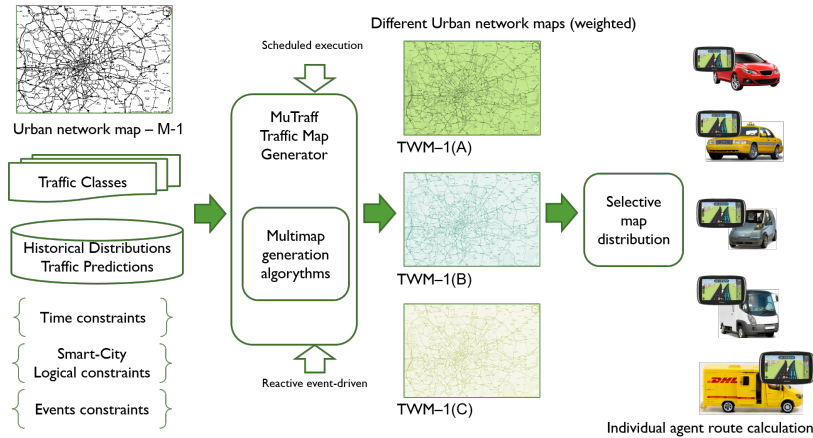 Different Urban network maps (weighted)
Scheduled execution
Urban network map – M-1
MuTraff
Traffic Map
Generator
TWM–1(A)
Traffic Classes
Selective
map
distribution
Historical Distributions
Traffic Predictions
Multimap
generation
algorythms
TWM–1(B)
Time constraints
Smart-City
Logical constraints
Reactive event-driven
Events constraints
TWM–1(C)
DHL
Individual agent route calculation